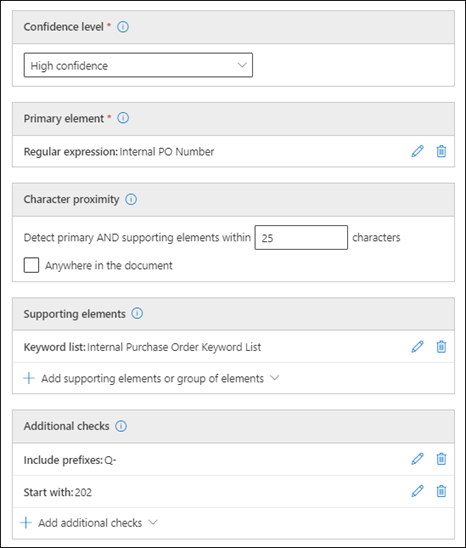 Confidence level *
High confidence
Primary element *
Regular expression: Internal PO Number
Character proximity
Detect primary AND supporting elements within 25 characters
Anywhere in the document
Supporting elements
Keyword list: Internal Purchase Order Keyword List
+ Add supporting elements or group of elements
Additional checks
Include prefixes: Q-
Start with: 202
+ Add additional checks